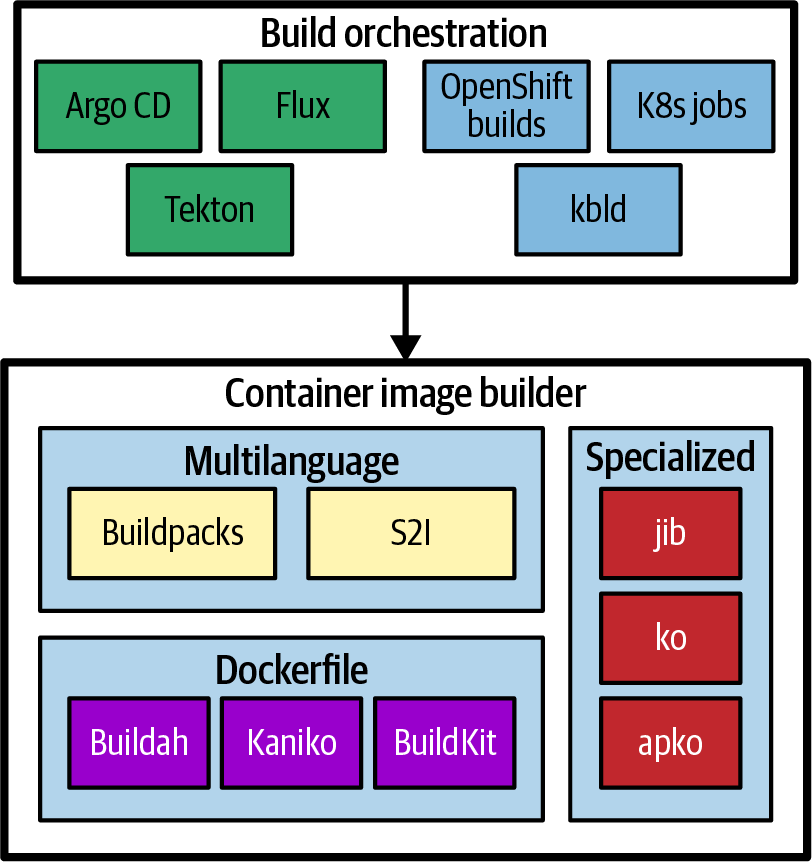 Build orchestration
Argo CD
Flux
OpenShift
builds
K8s jobs
Tekton
kbld
Container image builder
Multilanguage
Buildpacks
S2I
Dockerfile
Buildah
Kaniko
BuildKit
Specialized
jib
ko
apko